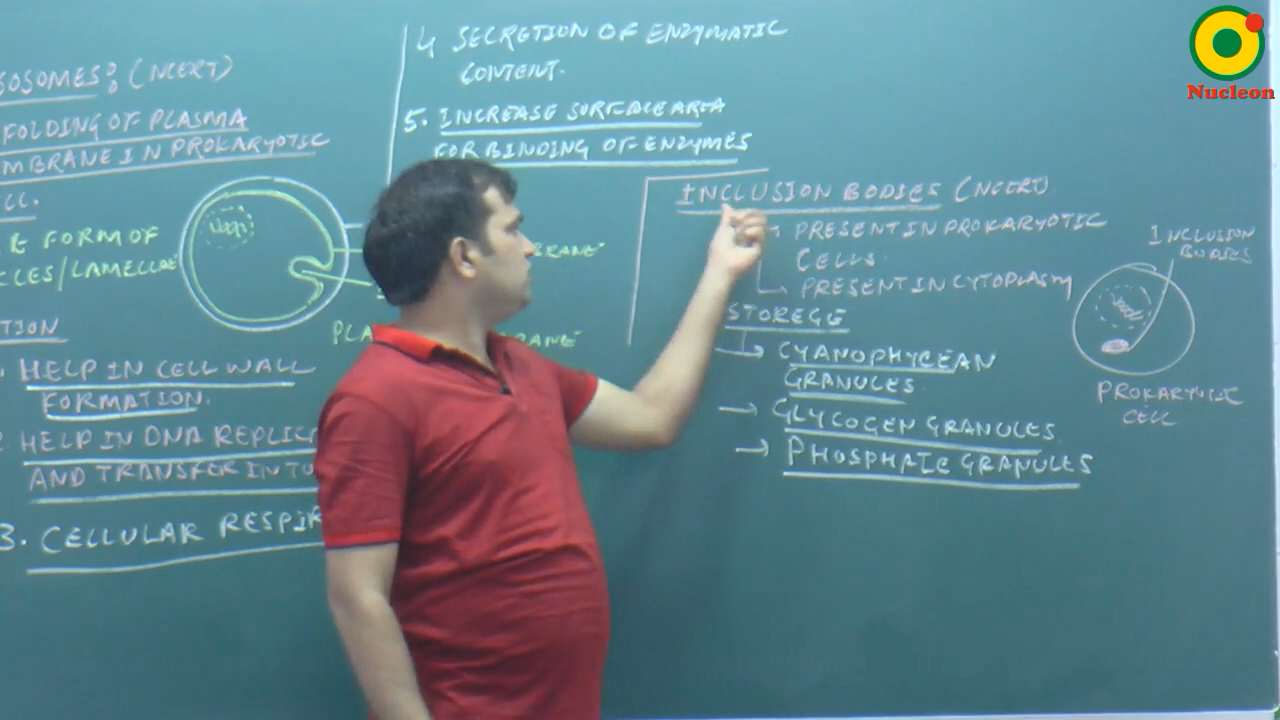 SOSOMES: (NCERT)
FOLDING OF PLASMA
MBRANE IN PROKARYOTIC
LL.
E FORM OF
CLES/LAMELLAE
TION
HELP IN CELL WALL
FORMATION.
HELP IN DNA REPLIC
AND TRANSFER IN TO
3. CELLULAR RESPIR
4 SECRETION OF ENZYMATIC
CONTENT.
5. INCREASE SURFACE AREA
FOR BINDING OF ENZYMES
MBRANE
PLA
RANE
INCLUSION BODIES (NCERT)
PRESENT IN PROKARYOTIC
CELLS.
PRESENT IN CYTOPLASM
STOREGE
CYANOPHYCEAN
GRANULES.
GLYCOGEN GRANULES.
PHOSPHATE GRANULES
INCLUSION
BODIES
PROKARYOTIC
CELL
Nucleon